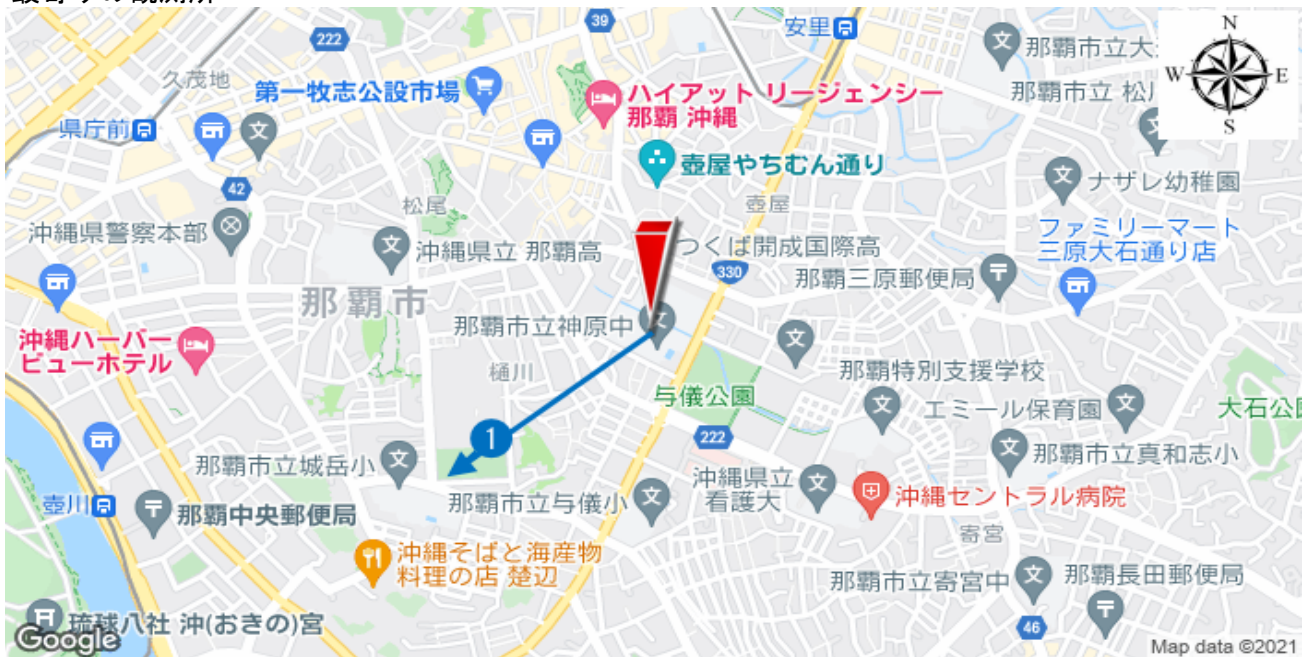 39
安里
那覇市立大
N
W
E
S
222
久茂地
第一牧志公設市場
ハイアット リージェンシー
那覇 沖縄
那覇市立 松
県庁前
壺屋やちむん通り
ナザレ幼稚園
42
松尾
壺屋
沖縄県警察本部
沖縄県立 那覇高
つくば開成国際高
ファミリーマート
三原大石通り店
330
那覇三原郵便局
那覇市
那覇市立神原中
沖縄ハーバー
ビューホテル
樋川
那覇特別支援学校
与儀公園
エミール保育園
大石公
222
1
那覇市立城岳小
那覇市立真和志小
沖縄県立
看護大
那覇市立与儀小
沖縄セントラル病院
壺川
那覇中央郵便局
寄宮
沖縄そばと海産物
料理の店 楚辺
那覇市立寄宮中
那覇長田郵便局
琉球八社 沖(おきの)宮
46
Google
Map data ©2021